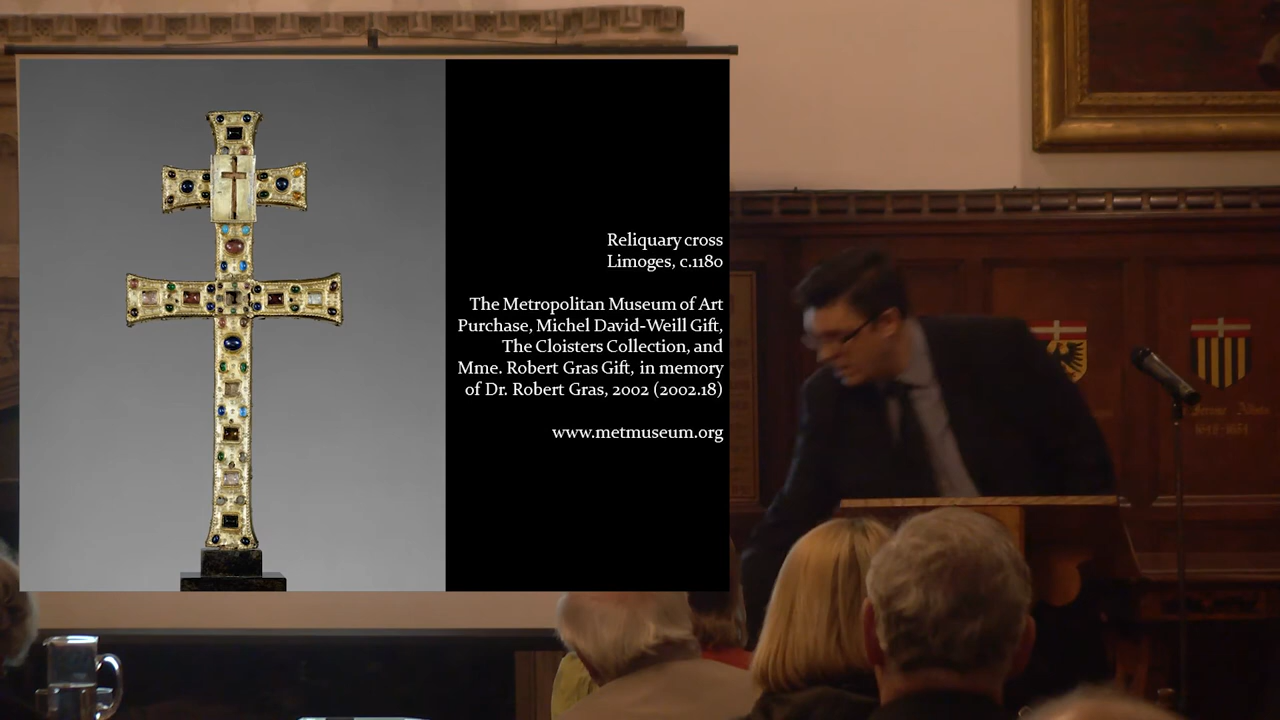 Reliquary cross
Limoges, c.1180
The Metropolitan Museum of Art
Purchase, Michel David-Weill Gift,
The Cloisters Collection, and
Mme. Robert Gras Gift, in memory
of Dr. Robert Gras, 2002 (2002.18)
www.metmuseum.org